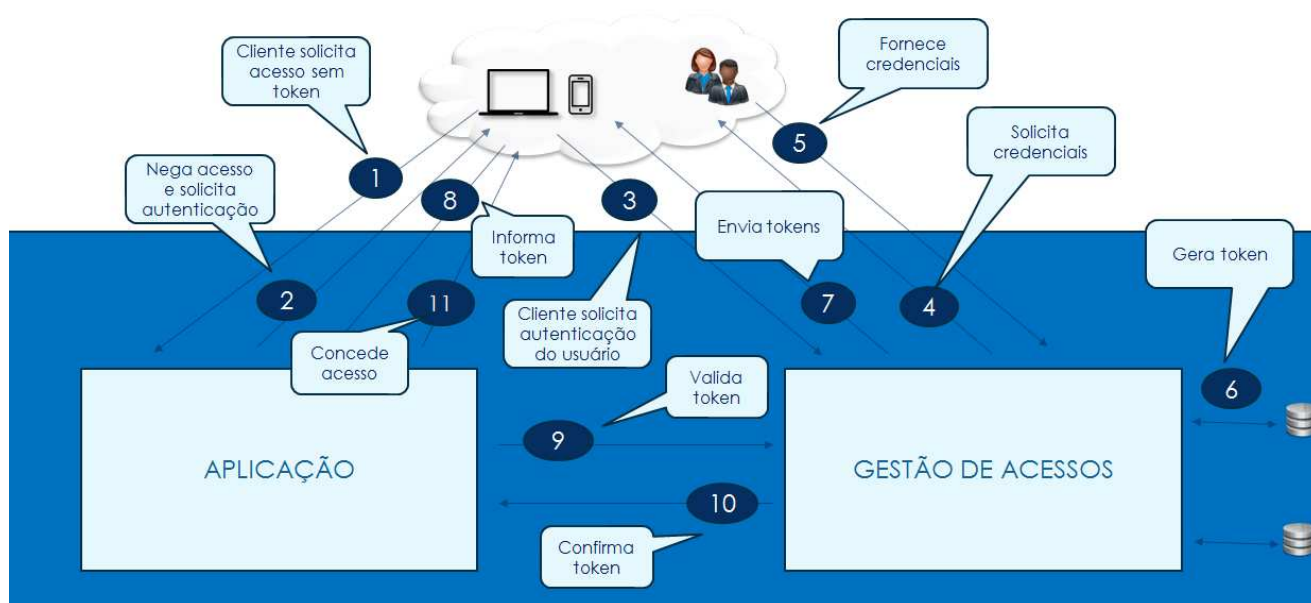 Cliente solicita
acesso sem
token
Fornece
credenciais
5
Solicita
credenciais
Nega acesso
e solicita
autenticação
1
8
3
Informa
token
Envia tokens
Gera token
2
11
Cliente solicita
autenticação
do usuário
7
4
Concede
acesso
Valida
token
6
9
APLICAÇÃO
GESTÃO DE ACESSOS
10
Confirma
token